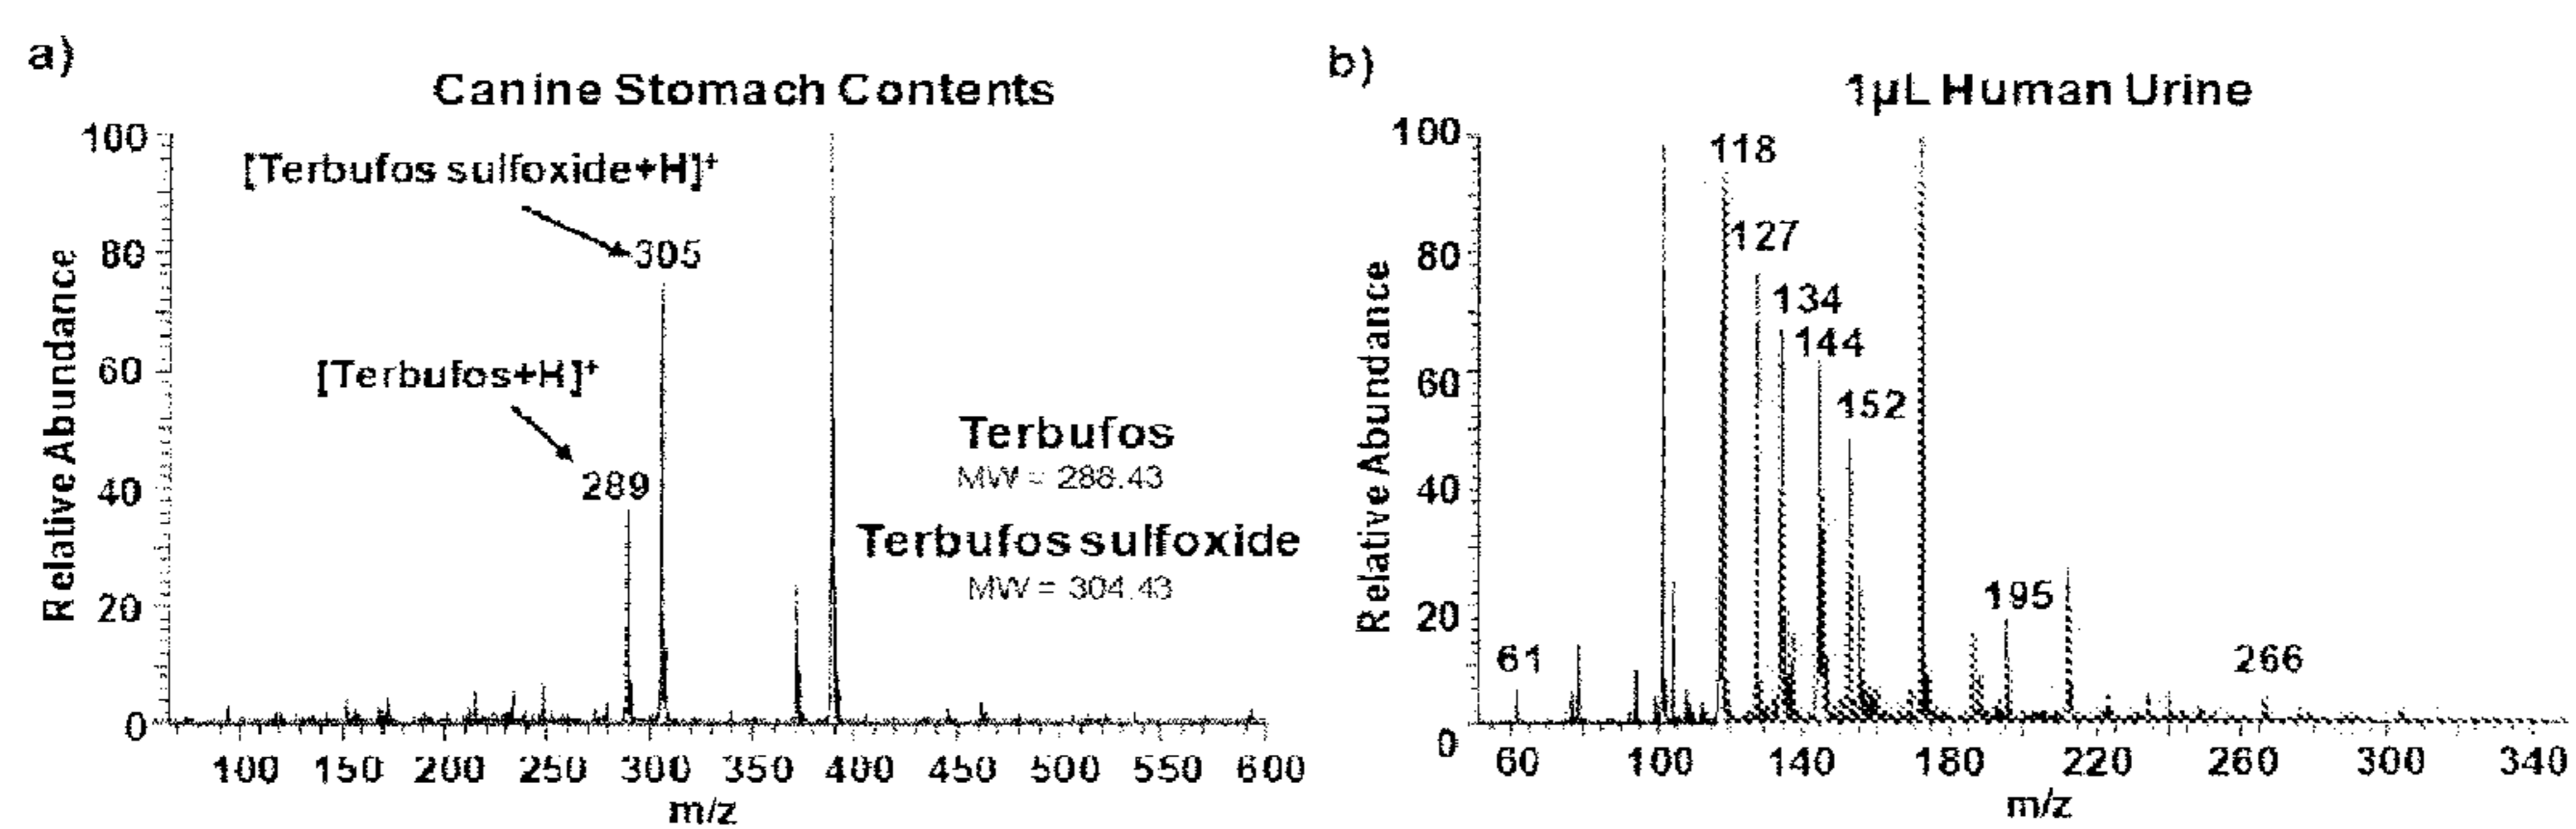 a)
Canine Stomach Contents
100
80
60
40
20
0
Relative Abundance
[Terbufos sulfoxide+H]⁺
305
[Terbufos+H]⁺
289
Terbufos
MW = 288.43
Terbufos sulfoxide
MW = 304.43
100 150 200 250 300 350 400 450 500 550 600
m/z
b)
1µL Human Urine
100
80
60
40
20
0
Relative Abundance
118
127
134
144
152
195
61
266
60 100 140 180 220 260 300 340
m/z